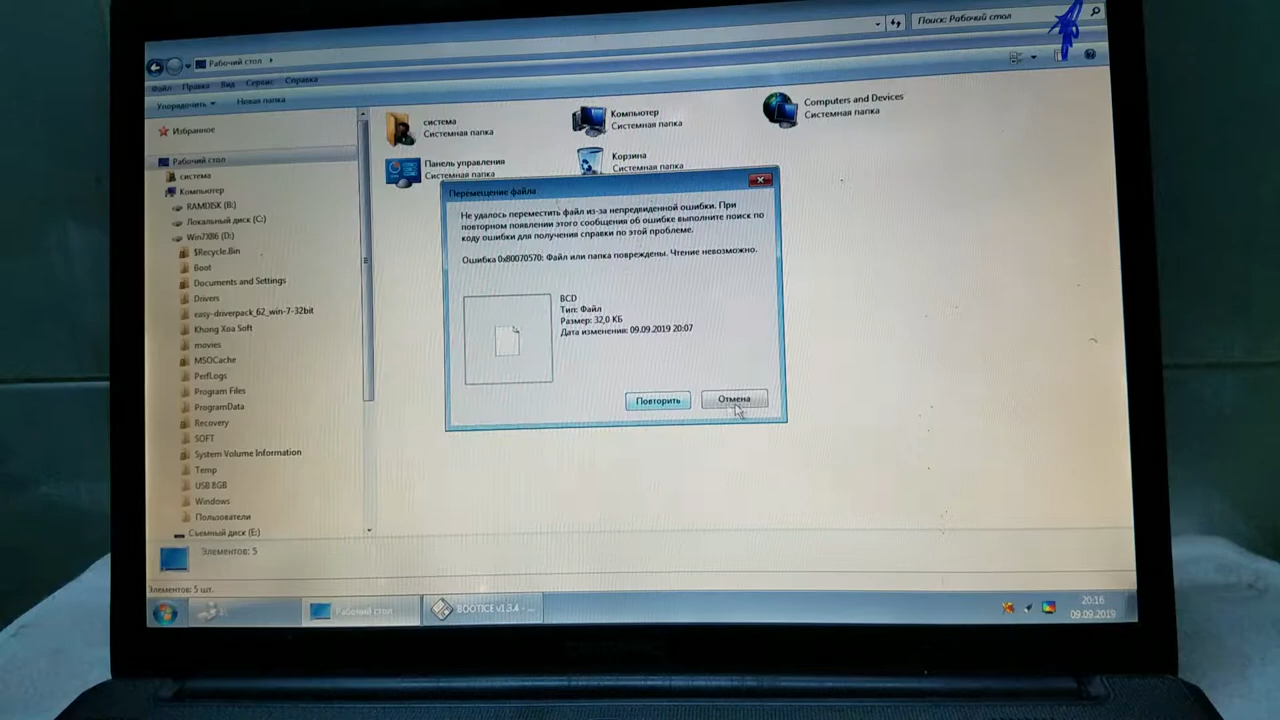 Поиск: Рабочий стол
Рабочий стол
Файл Правка Вид Сервис Справка
Упорядочить Новая папка
Избранное
Рабочий стол
система
Компьютер
RAMDISK (B:)
Локальный диск (C:)
Win7X86 (D:)
$Recycle.Bin
Boot
Documents and Settings
Drivers
easy-driverpack_62_win-7-32bit
Khong Xoa Soft
movies
MSOCache
PerfLogs
Program Files
ProgramData
Recovery
SOFT
System Volume Information
Temp
USB 8GB
Windows
Пользователи
Съемный диск (E:)
система
Системная папка
Компьютер
Системная папка
Computers and Devices
Системная папка
Панель управления
Системная папка
Корзина
Системная папка
Перемещение файла
Не удалось переместить файл из-за непредвиденной ошибки. При
повторном появлении этого сообщения об ошибке выполните поиск по
коду ошибки для получения справки по этой проблеме.
Ошибка 0x80070570: Файл или папка повреждены. Чтение невозможно.
BCD
Тип: Файл
Размер: 32,0 КБ
Дата изменения: 09.09.2019 20:07
Повторить Отмена
Элементов: 5
Элементов: 5 шт.
Рабочий стол
BOOTICE v1.3.4 - ...
20:16
09.09.2019